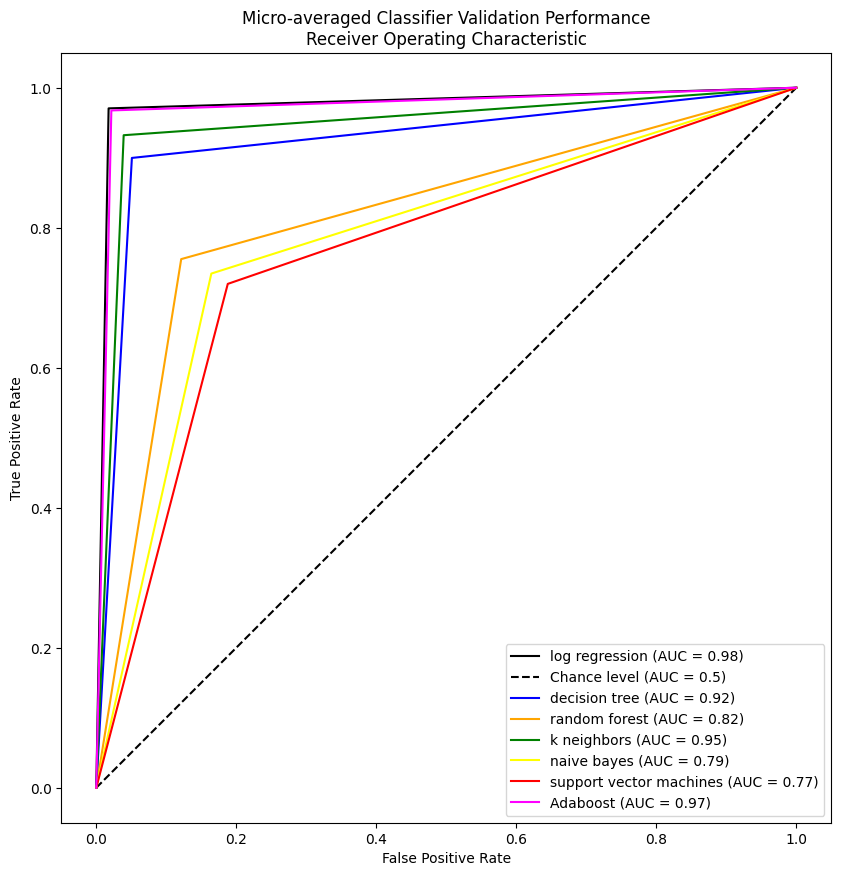 Micro-averaged Classifier Validation Performance
Receiver Operating Characteristic
1.0
0.8
0.6
0.4
0.2
0.0
True Positive Rate
log regression (AUC = 0.98)
Chance level (AUC = 0.5)
decision tree (AUC = 0.92)
random forest (AUC = 0.82)
k neighbors (AUC = 0.95)
naive bayes (AUC = 0.79)
support vector machines (AUC = 0.77)
Adaboost (AUC = 0.97)
0.0 0.2 0.4 0.6 0.8 1.0
False Positive Rate